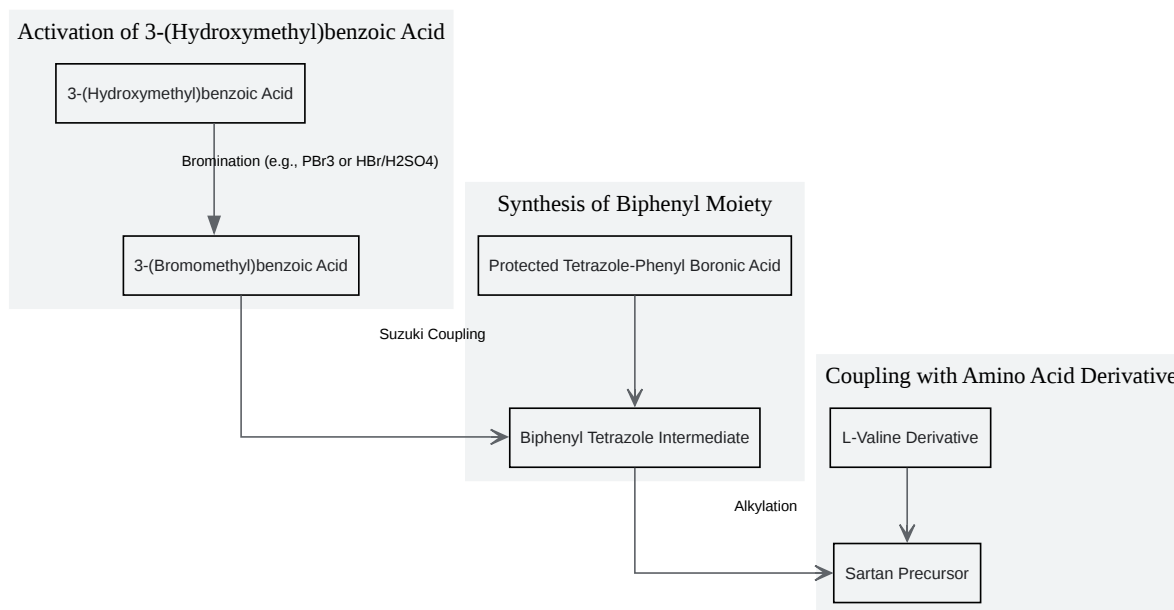 Activation of 3-(Hydroxymethyl)benzoic Acid
3-(Hydroxymethyl)benzoic Acid
Bromination (e.g., PBr3 or HBr/H2SO4)
3-(Bromomethyl)benzoic Acid
Synthesis of Biphenyl Moiety
Protected Tetrazole-Phenyl Boronic Acid
Suzuki Coupling
Biphenyl Tetrazole Intermediate
Coupling with Amino Acid Derivative
L-Valine Derivative
Alkylation
Sartan Precursor